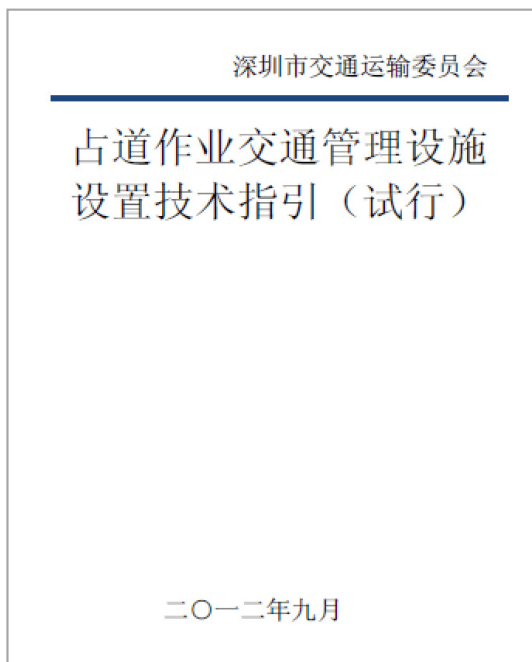 深圳市交通运输委员会
占道作业交通管理设施
设置技术指引（试行）
二〇一二年九月